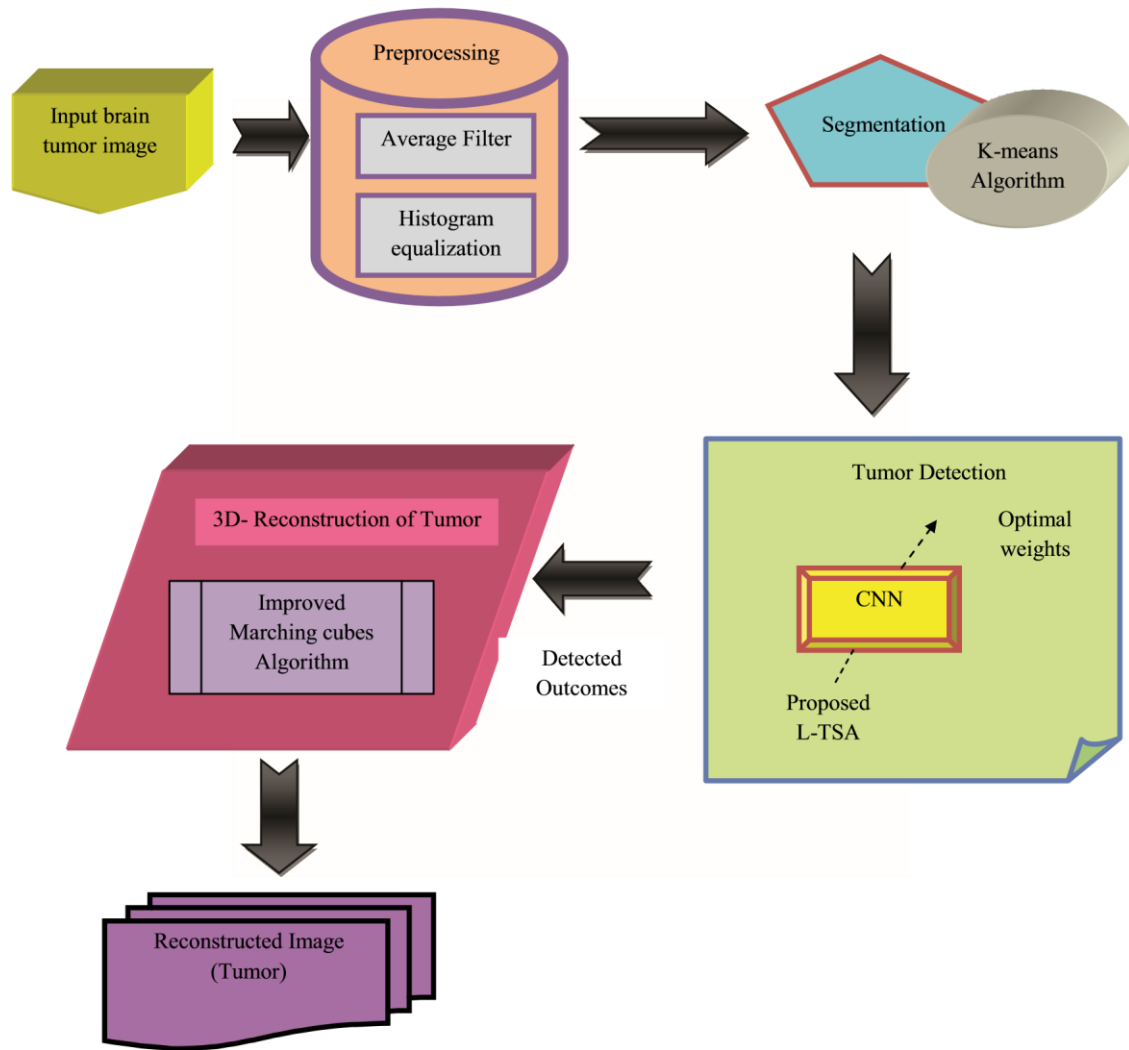 Input brain
tumor image
Preprocessing
Average Filter
Histogram
equalization
Segmentation
K-means
Algorithm
Tumor Detection
Optimal
weights
CNN
Proposed
L-TSA
Detected
Outcomes
3D- Reconstruction of Tumor
Improved
Marching cubes
Algorithm
Reconstructed Image
(Tumor)